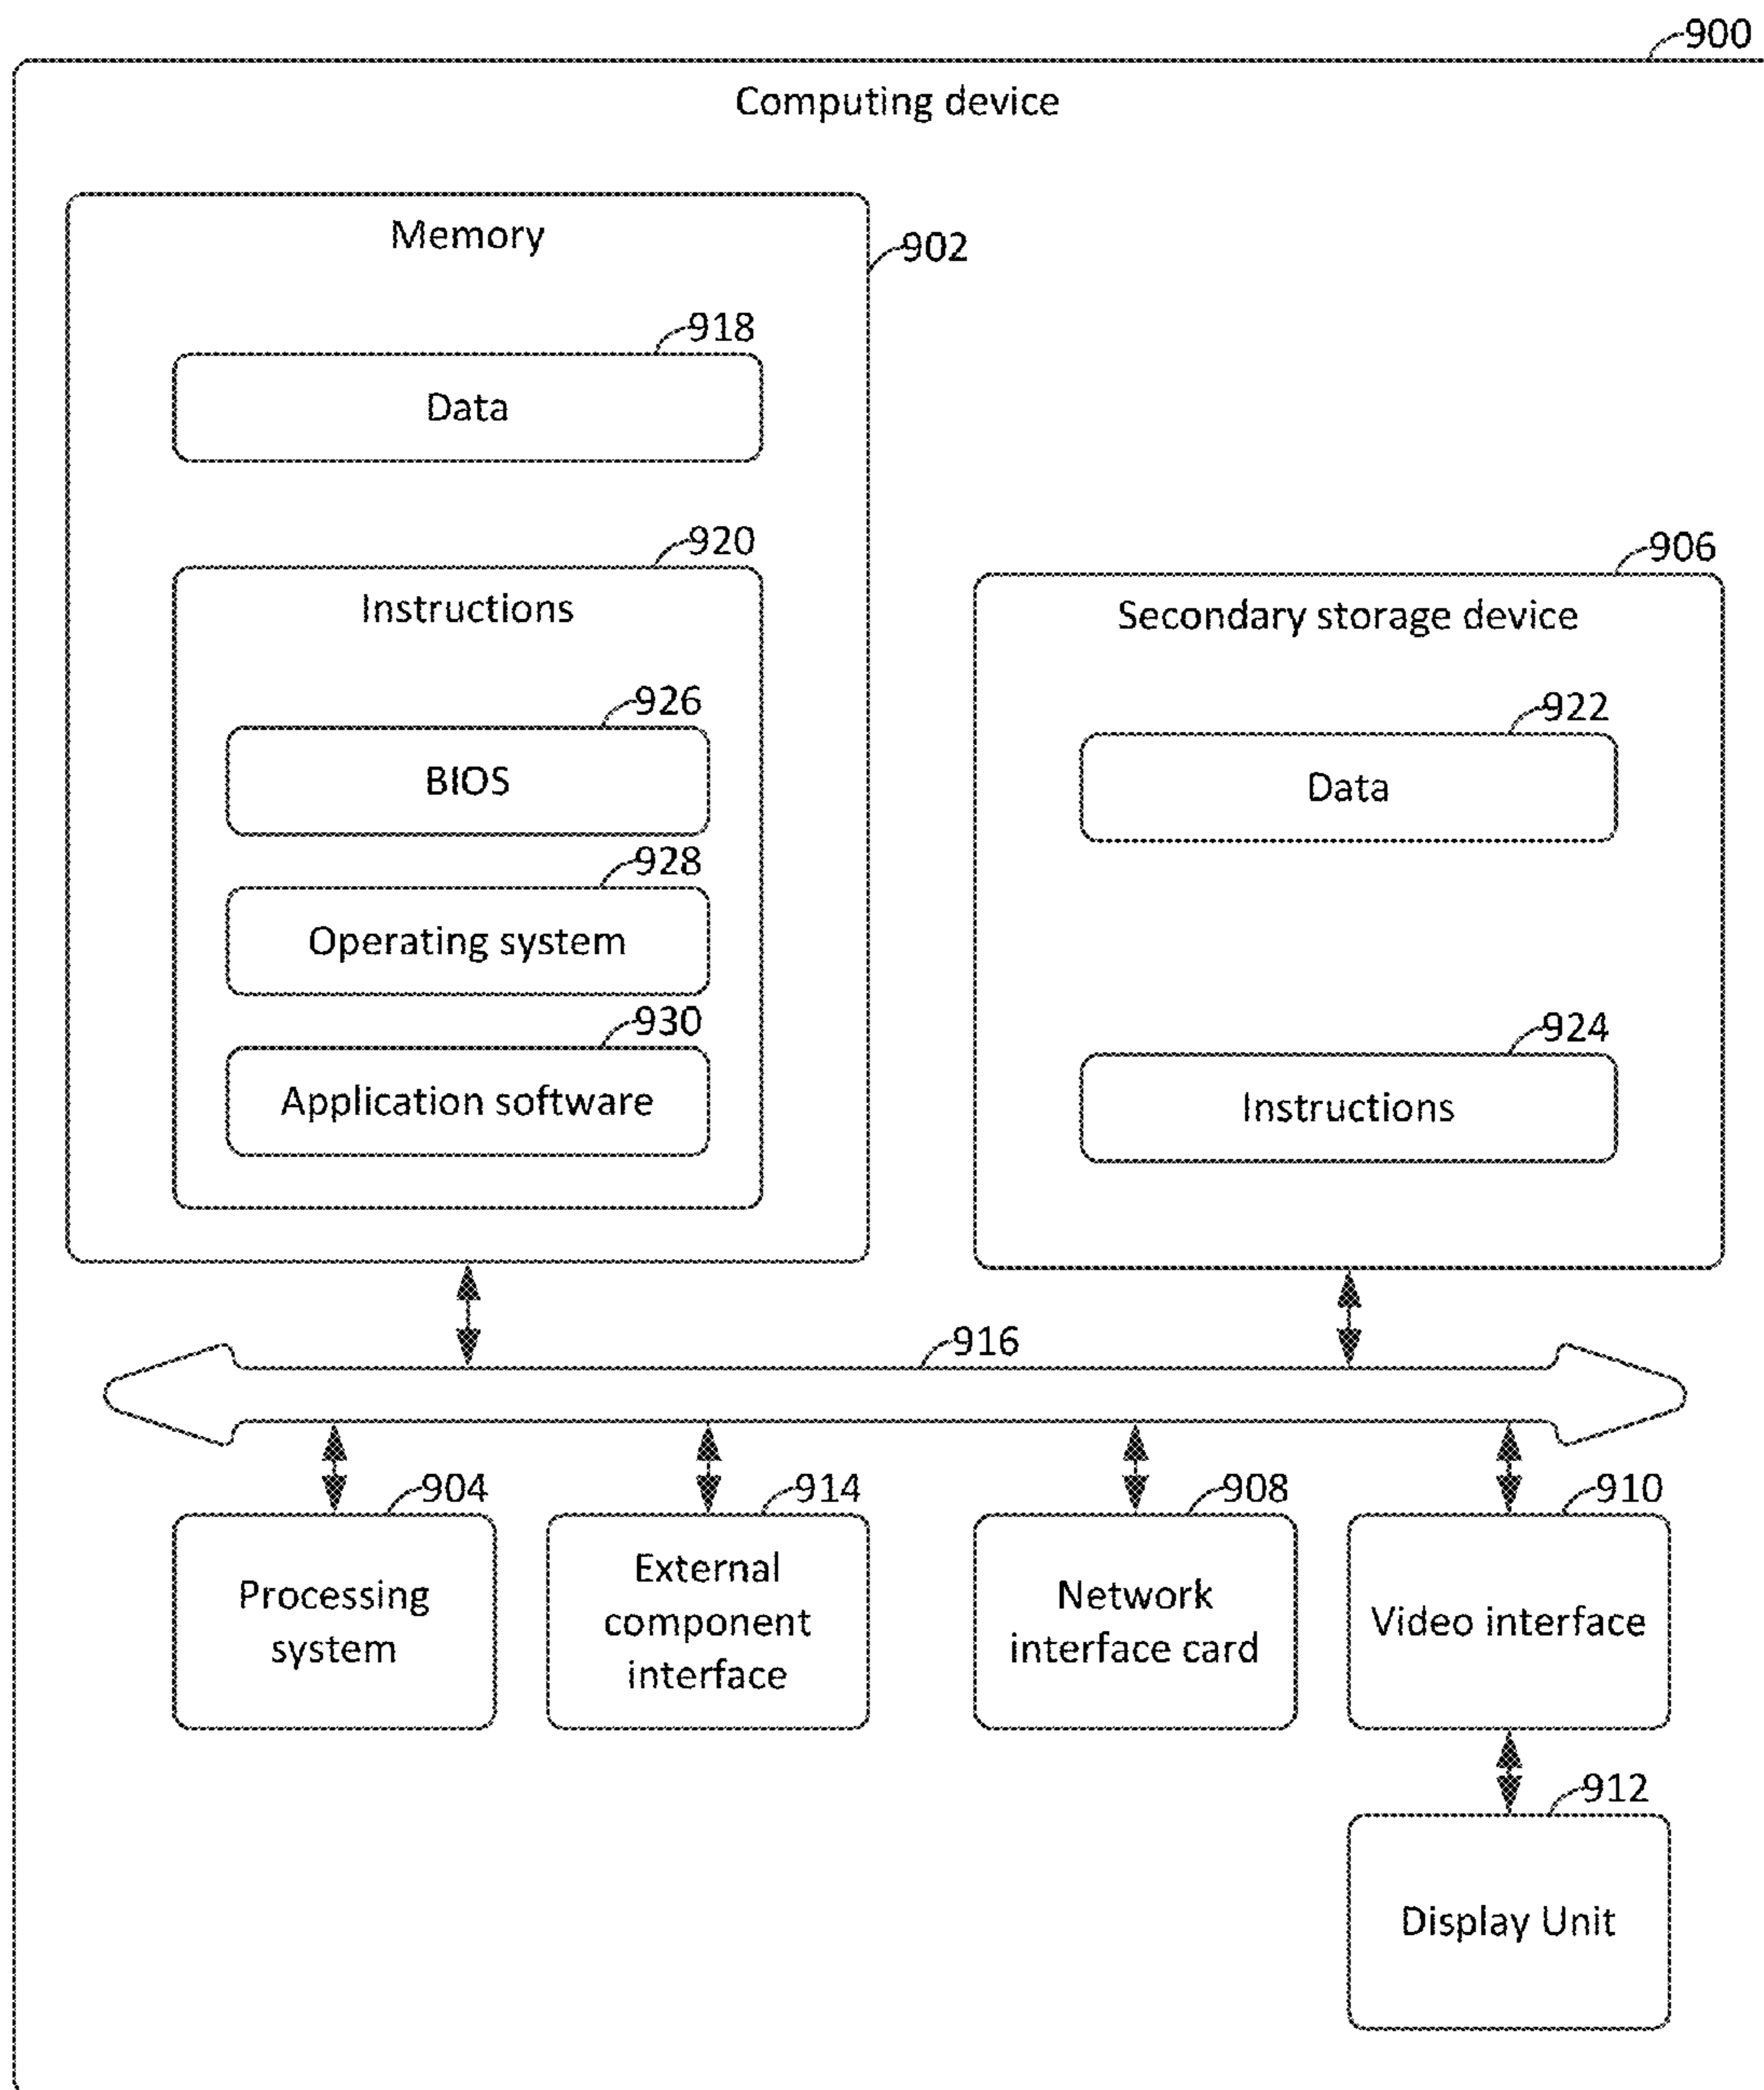 900
Computing device
Memory
902
918
Data
920
Instructions
926
BIOS
928
Operating system
930
Application software
906
Secondary storage device
922
Data
924
Instructions
916
904
Processing
system
914
External
component
interface
908
Network
interface card
910
Video interface
912
Display Unit